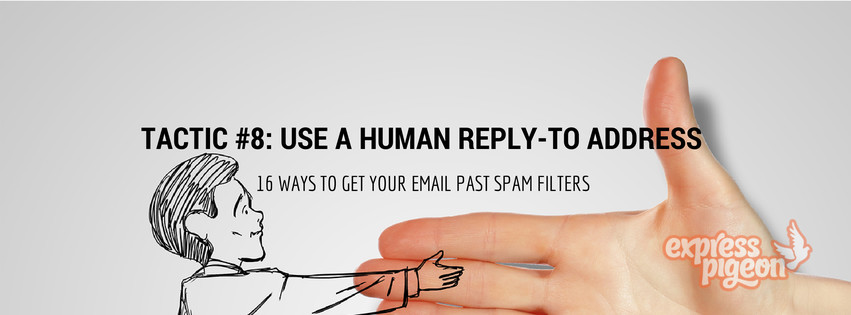 TACTIC #8: USE A HUMAN REPLY-TO ADDRESS
16 WAYS TO GET YOUR EMAIL PAST SPAM FILTERS
express
pigeon